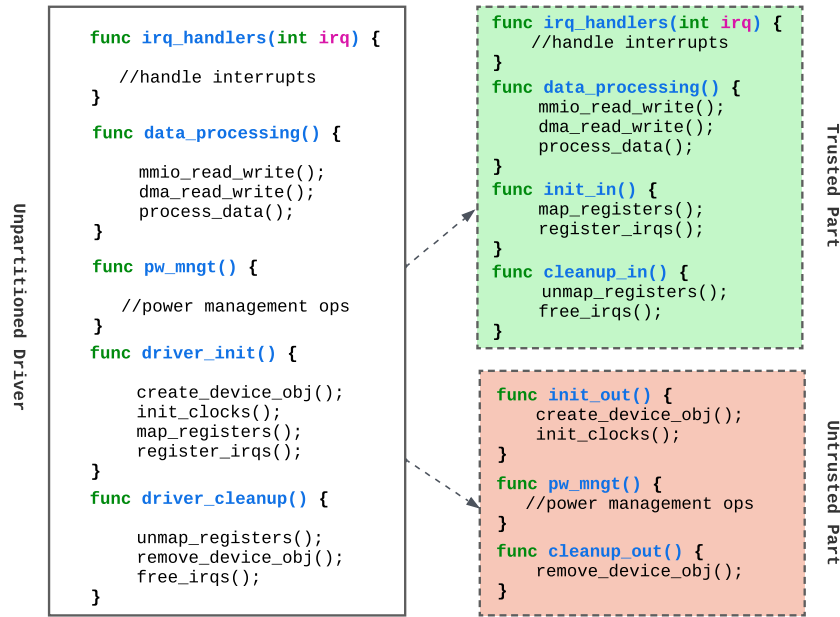 Unpartitioned Driver
func irq_handlers(int irq) {
//handle interrupts
}
func data_processing() {
mmio_read_write();
dma_read_write();
process_data();
}
func pw_mngt() {
//power management ops
}
func driver_init() {
create_device_obj();
init_clocks();
map_registers();
register_irqs();
}
func driver_cleanup() {
unmap_registers();
remove_device_obj();
free_irqs();
}
func irq_handlers(int irq) {
//handle interrupts
}
func data_processing() {
mmio_read_write();
dma_read_write();
process_data();
}
func init_in() {
map_registers();
register_irqs();
}
func cleanup_in() {
unmap_registers();
free_irqs();
}
Trusted Part
func init_out() {
create_device_obj();
init_clocks();
}
func pw_mngt() {
//power management ops
}
func cleanup_out() {
remove_device_obj();
}
Untrusted Part